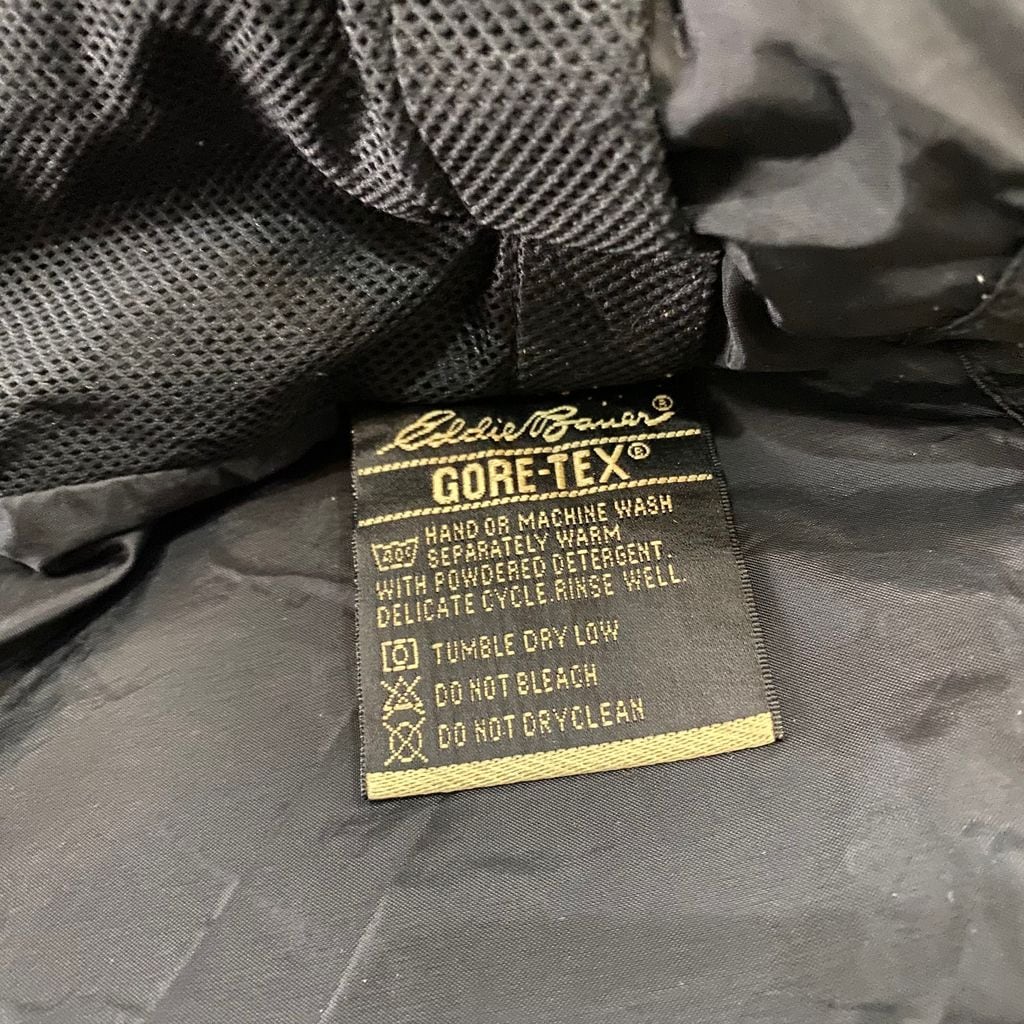 Eddie Bauer®
GORE-TEX®
HAND OR MACHINE WASH
SEPARATELY WARM
WITH POWDERED DETERGENT.
DELICATE CYCLE.RINSE WELL.
TUMBLE DRY LOW
DO NOT BLEACH
DO NOT DRYCLEAN